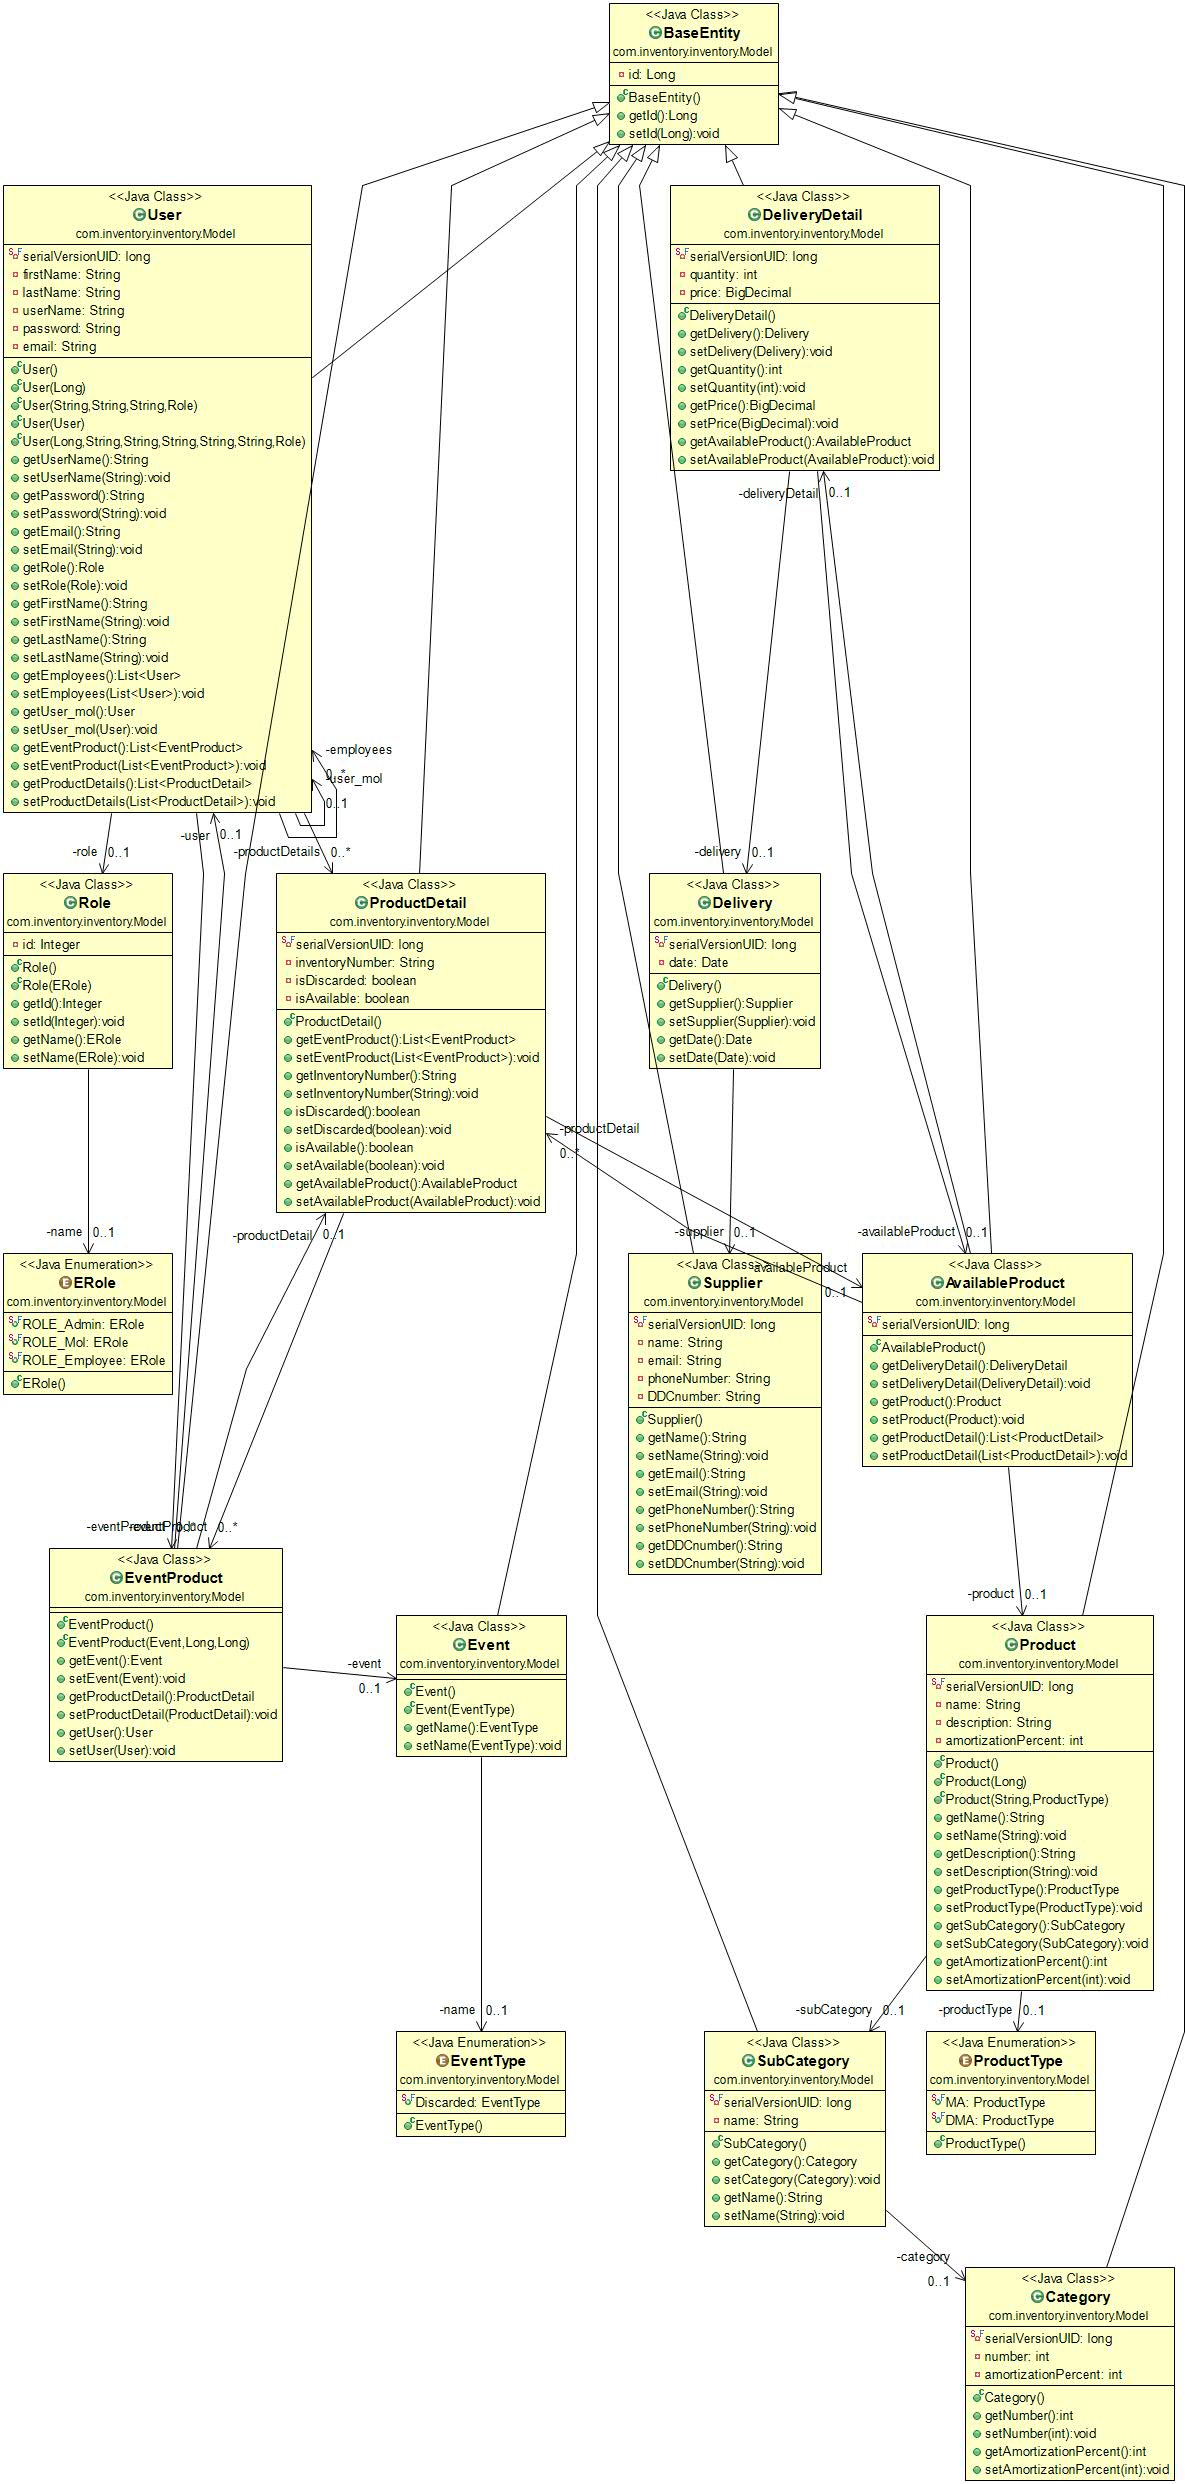 <<Java Class>>
BaseEntity
com.inventory.inventory.Model
id: Long
BaseEntity()
getId():Long
setId(Long):void
<<Java Class>>
User
com.inventory.inventory.Model
serialVersionUID: long
firstName: String
lastName: String
userName: String
password: String
email: String
User()
User(Long)
User(String,String,String,Role)
User(User)
User(Long,String,String,String,String,String,Role)
getUserName():String
setUserName(String):void
getPassword():String
setPassword(String):void
getEmail():String
setEmail(String):void
getRole():Role
setRole(Role):void
getFirstName():String
setFirstName(String):void
getLastName():String
setLastName(String):void
getEmployees():List<User>
setEmployees(List<User>):void
getUser_mol():User
setUser_mol(User):void
getEventProduct():List<EventProduct>
setEventProduct(List<EventProduct>):void
getProductDetails():List<ProductDetail>
setProductDetails(List<ProductDetail>):void
<<Java Class>>
DeliveryDetail
com.inventory.inventory.Model
serialVersionUID: long
quantity: int
price: BigDecimal
DeliveryDetail()
getDelivery():Delivery
setDelivery(Delivery):void
getQuantity():int
setQuantity(int):void
getPrice():BigDecimal
setPrice(BigDecimal):void
getAvailableProduct():AvailableProduct
setAvailableProduct(AvailableProduct):void
-deliveryDetail 0..1
-employees
0..*
-user_mol
0..1
-user 0..1
-role 0..1
-productDetails 0..*
-delivery 0..1
<<Java Class>>
Role
com.inventory.inventory.Model
id: Integer
Role()
Role(ERole)
getId():Integer
setId(Integer):void
getName():ERole
setName(ERole):void
<<Java Class>>
ProductDetail
com.inventory.inventory.Model
serialVersionUID: long
inventoryNumber: String
isDiscarded: boolean
isAvailable: boolean
ProductDetail()
getEventProduct():List<EventProduct>
setEventProduct(List<EventProduct>):void
getInventoryNumber():String
setInventoryNumber(String):void
isDiscarded():boolean
setDiscarded(boolean):void
isAvailable():boolean
setAvailable(boolean):void
getAvailableProduct():AvailableProduct
setAvailableProduct(AvailableProduct):void
<<Java Class>>
Delivery
com.inventory.inventory.Model
serialVersionUID: long
date: Date
Delivery()
getSupplier():Supplier
setSupplier(Supplier):void
getDate():Date
setDate(Date):void
-productDetail
0..*
-name 0..1
-productDetail 0..1
-supplier 0..1
-availableProduct 0..1
-availableProduct
0..1
<<Java Enumeration>>
ERole
com.inventory.inventory.Model
ROLE_Admin: ERole
ROLE_Mol: ERole
ROLE_Employee: ERole
ERole()
<<Java Class>>
Supplier
com.inventory.inventory.Model
serialVersionUID: long
name: String
email: String
phoneNumber: String
DDCnumber: String
Supplier()
getName():String
setName(String):void
getEmail():String
setEmail(String):void
getPhoneNumber():String
setPhoneNumber(String):void
getDDCnumber():String
setDDCnumber(String):void
<<Java Class>>
AvailableProduct
com.inventory.inventory.Model
serialVersionUID: long
AvailableProduct()
getDeliveryDetail():DeliveryDetail
setDeliveryDetail(DeliveryDetail):void
getProduct():Product
setProduct(Product):void
getProductDetail():List<ProductDetail>
setProductDetail(List<ProductDetail>):void
-eventProduct 0..*
-eventProduct 0..*
-product 0..1
<<Java Class>>
EventProduct
com.inventory.inventory.Model
EventProduct()
EventProduct(Event,Long,Long)
getEvent():Event
setEvent(Event):void
getProductDetail():ProductDetail
setProductDetail(ProductDetail):void
getUser():User
setUser(User):void
-event
0..1
<<Java Class>>
Event
com.inventory.inventory.Model
Event()
Event(EventType)
getName():EventType
setName(EventType):void
<<Java Class>>
Product
com.inventory.inventory.Model
serialVersionUID: long
name: String
description: String
amortizationPercent: int
Product()
Product(Long)
Product(String,ProductType)
getName():String
setName(String):void
getDescription():String
setDescription(String):void
getProductType():ProductType
setProductType(ProductType):void
getSubCategory():SubCategory
setSubCategory(SubCategory):void
getAmortizationPercent():int
setAmortizationPercent(int):void
-name 0..1
-subCategory 0..1
-productType 0..1
<<Java Enumeration>>
EventType
com.inventory.inventory.Model
Discarded: EventType
EventType()
<<Java Class>>
SubCategory
com.inventory.inventory.Model
serialVersionUID: long
name: String
SubCategory()
getCategory():Category
setCategory(Category):void
getName():String
setName(String):void
<<Java Enumeration>>
ProductType
com.inventory.inventory.Model
MA: ProductType
DMA: ProductType
ProductType()
-category
0..1
<<Java Class>>
Category
com.inventory.inventory.Model
serialVersionUID: long
number: int
amortizationPercent: int
Category()
getNumber():int
setNumber(int):void
getAmortizationPercent():int
setAmortizationPercent(int):void